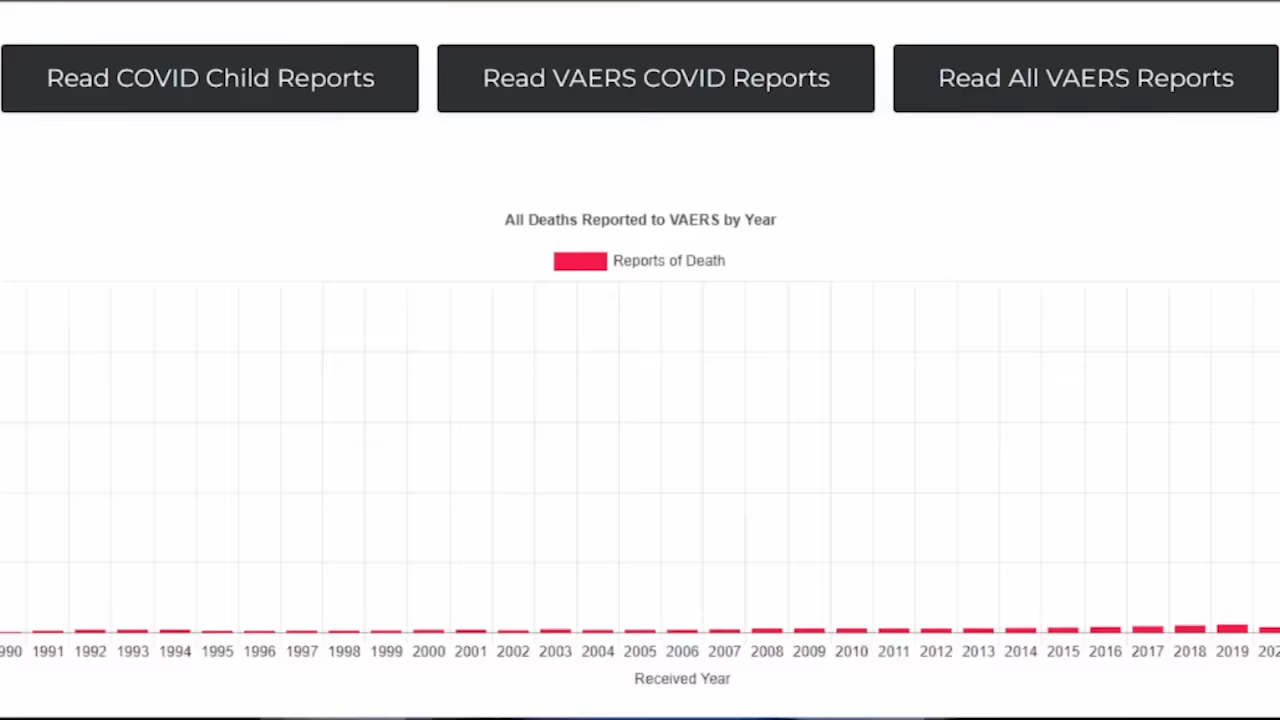 Read COVID Child Reports Read VAERS COVID Reports Read All VAERS Reports
All Deaths Reported to VAERS by Year
Reports of Death
990 1991 1992 1993 1994 1995 1996 1997 1998 1999 2000 2001 2002 2003 2004 2005 2006 2007 2008 2009 2010 2011 2012 2013 2014 2015 2016 2017 2018 2019 202
Received Year